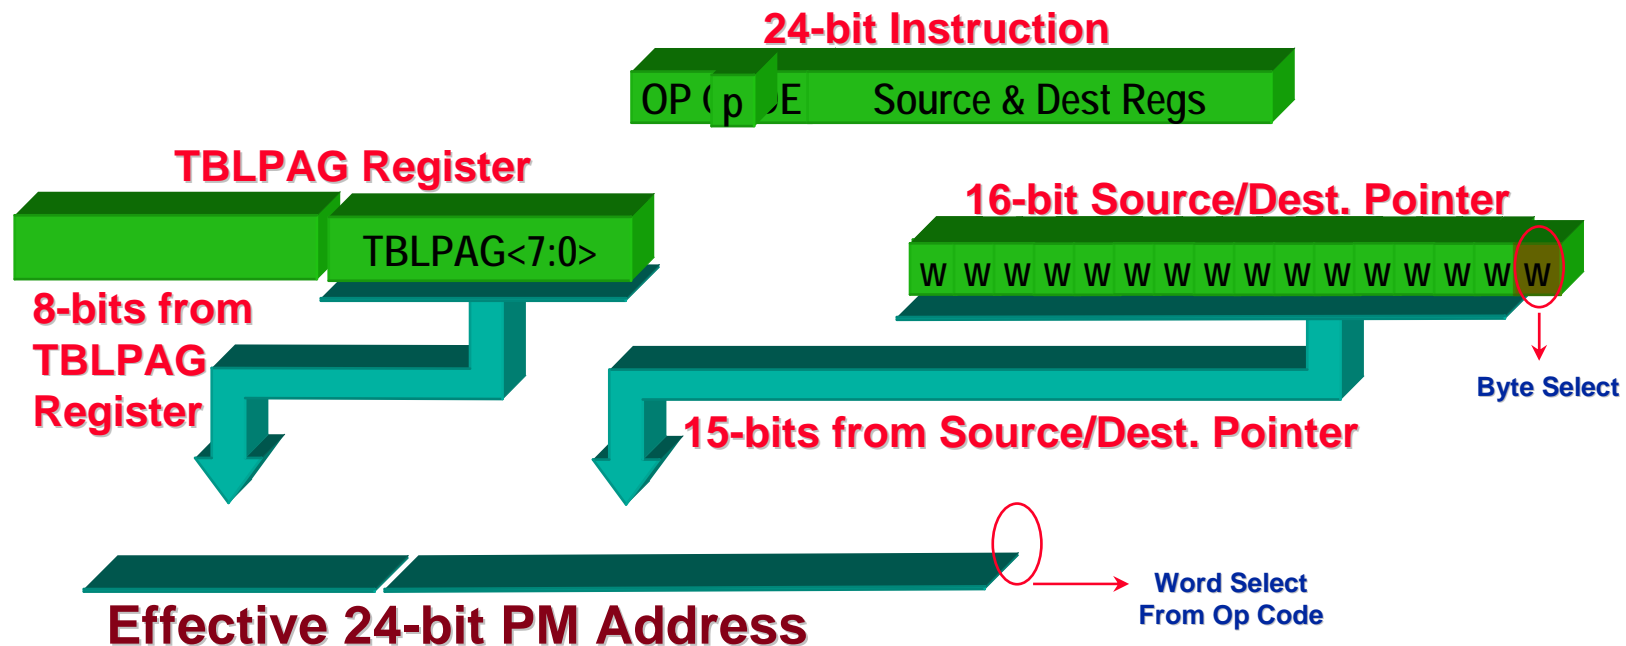 24-bit Instruction
OP
p
E
Source & Dest Regs
TBLPAG Register
16-bit Source/Dest. Pointer
TBLPAG<7:0>
W W W W W W W W W W W W W W W W
8-bits from
TBLPAG
Register
Byte Select
15-bits from Source/Dest. Pointer
Word Select
From Op Code
Effective 24-bit PM Address